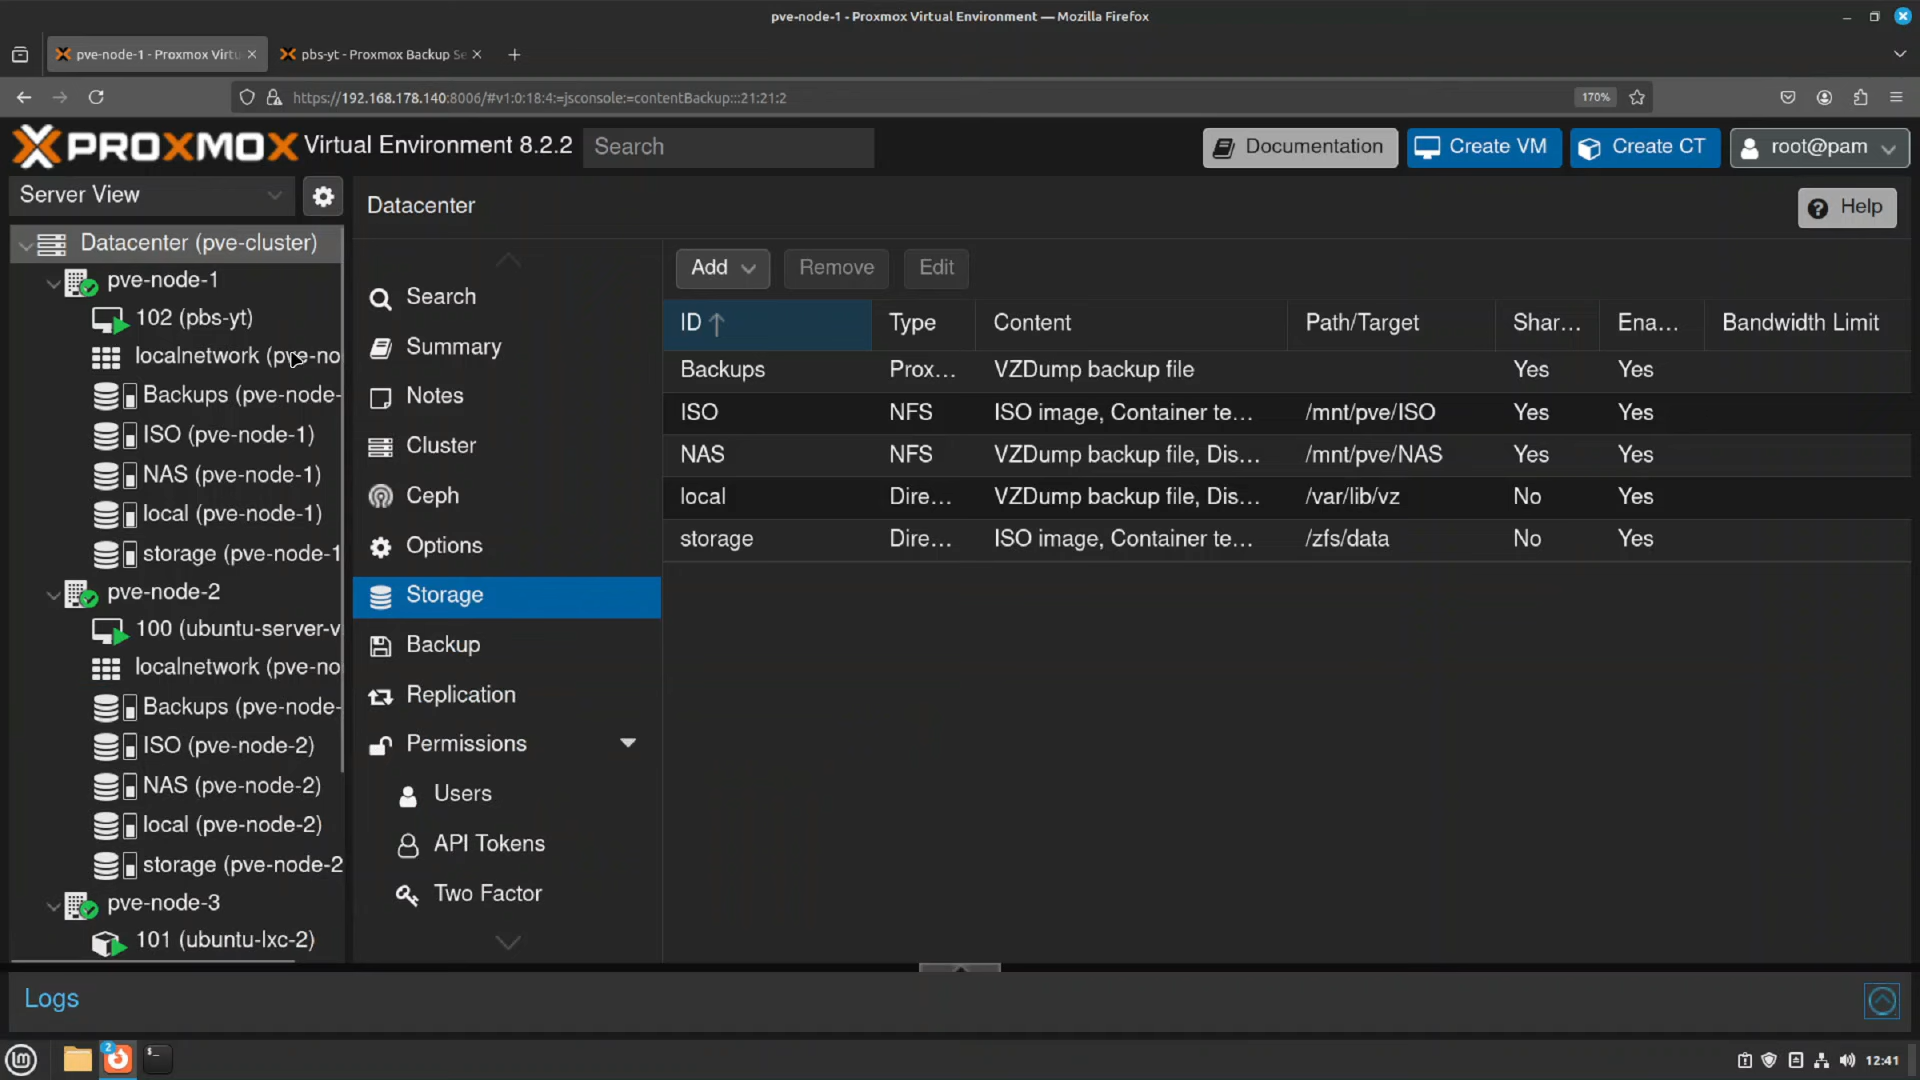 pve-node-1 - Proxmox Virtual Environment — Mozilla Firefox
pve-node-1 - Proxmox Virtu
pbs-yt - Proxmox Backup Se
https://192.168.178.140:8006/#v1:0:18:4:=jsconsole:=contentBackup:::21:21:2
170%
PROXMOX Virtual Environment 8.2.2
Search
Documentation
Create VM
Create CT
root@pam
Server View
Datacenter
Help
Datacenter (pve-cluster)
pve-node-1
102 (pbs-yt)
localnetwork (pve-no
Backups (pve-node-
ISO (pve-node-1)
NAS (pve-node-1)
local (pve-node-1)
storage (pve-node-1
pve-node-2
100 (ubuntu-server-v
localnetwork (pve-no
Backups (pve-node-
ISO (pve-node-2)
NAS (pve-node-2)
local (pve-node-2)
storage (pve-node-2
pve-node-3
101 (ubuntu-lxc-2)
Search
Summary
Notes
Cluster
Ceph
Options
Storage
Backup
Replication
Permissions
Users
API Tokens
Two Factor
Add
Remove
Edit
ID Type Content Path/Target Shar... Ena... Bandwidth Limit
Backups Prox... VZDump backup file Yes Yes
ISO NFS ISO image, Container te... /mnt/pve/ISO Yes Yes
NAS NFS VZDump backup file, Dis... /mnt/pve/NAS Yes Yes
local Dire... VZDump backup file, Dis... /var/lib/vz No Yes
storage Dire... ISO image, Container te... /zfs/data No Yes
Logs
2
12:41